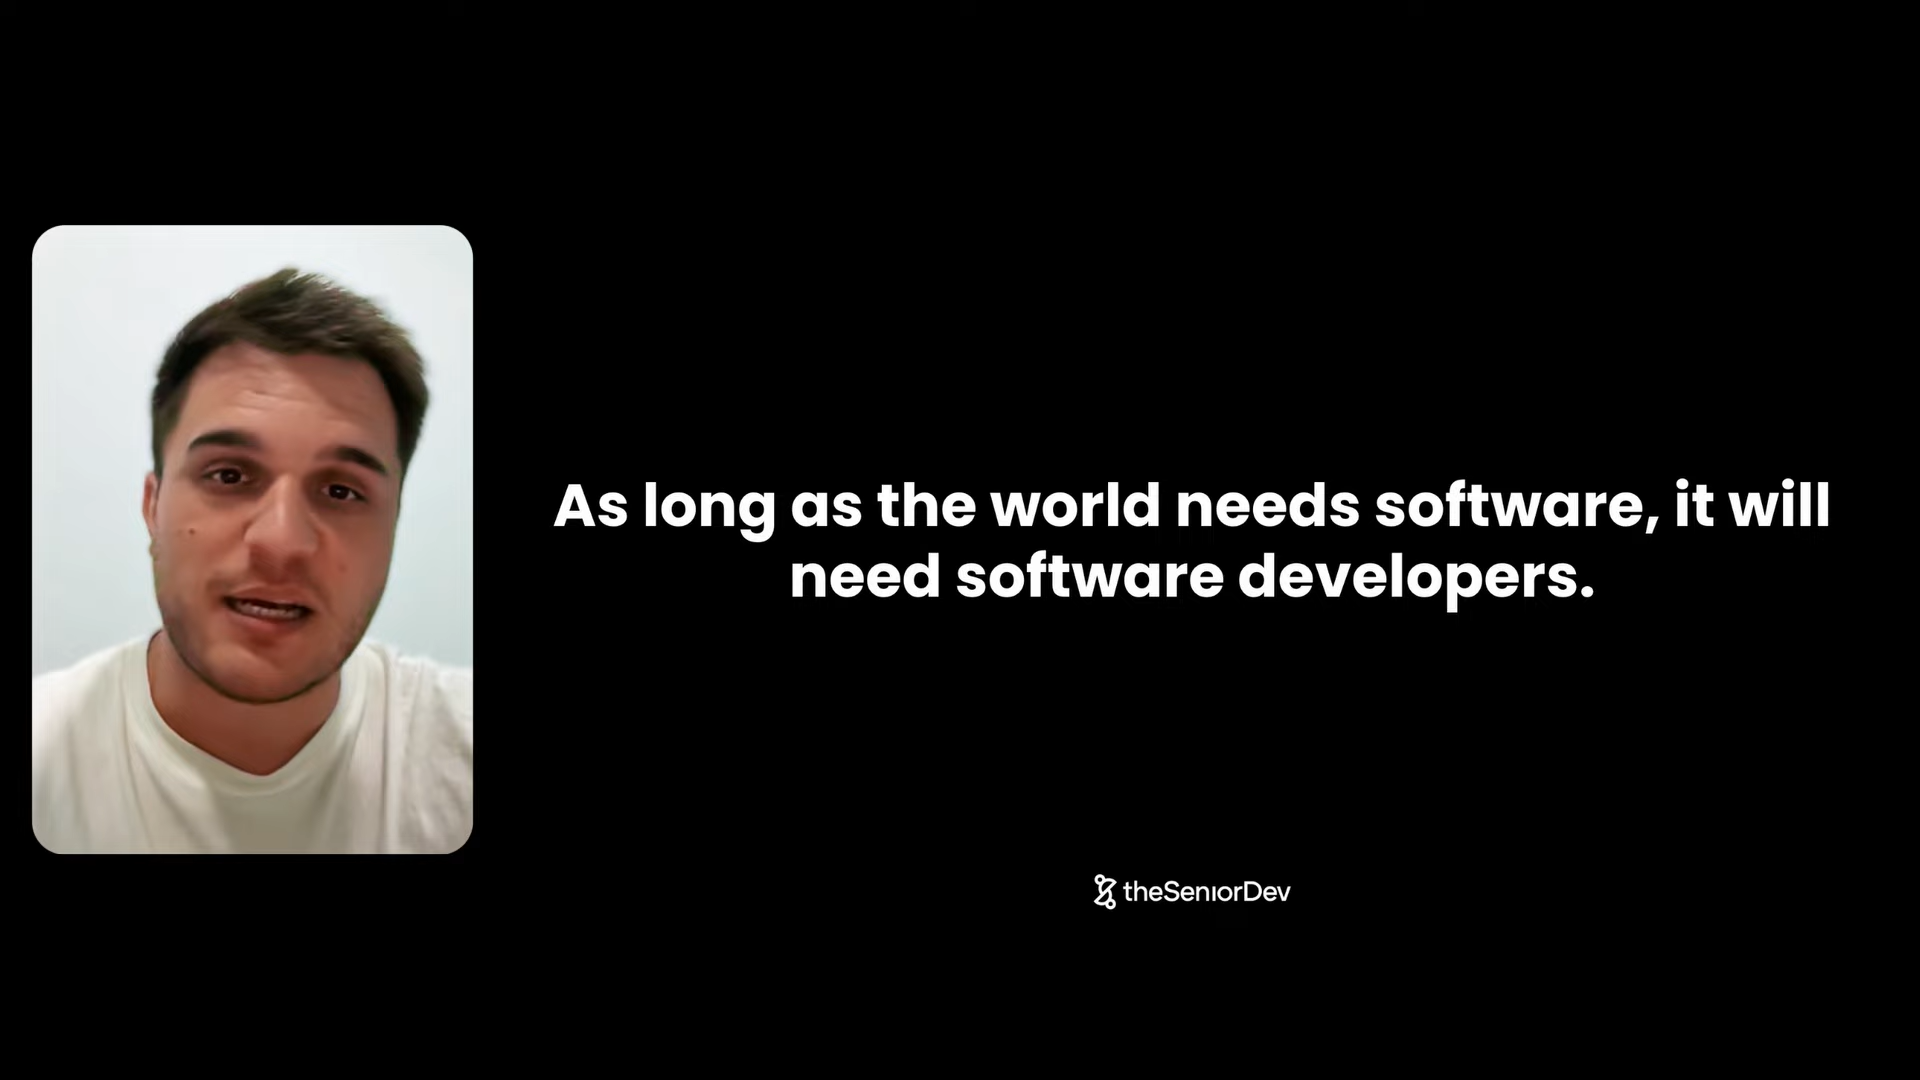 As long as the world needs software, it will
need software developers.
theSeniorDev